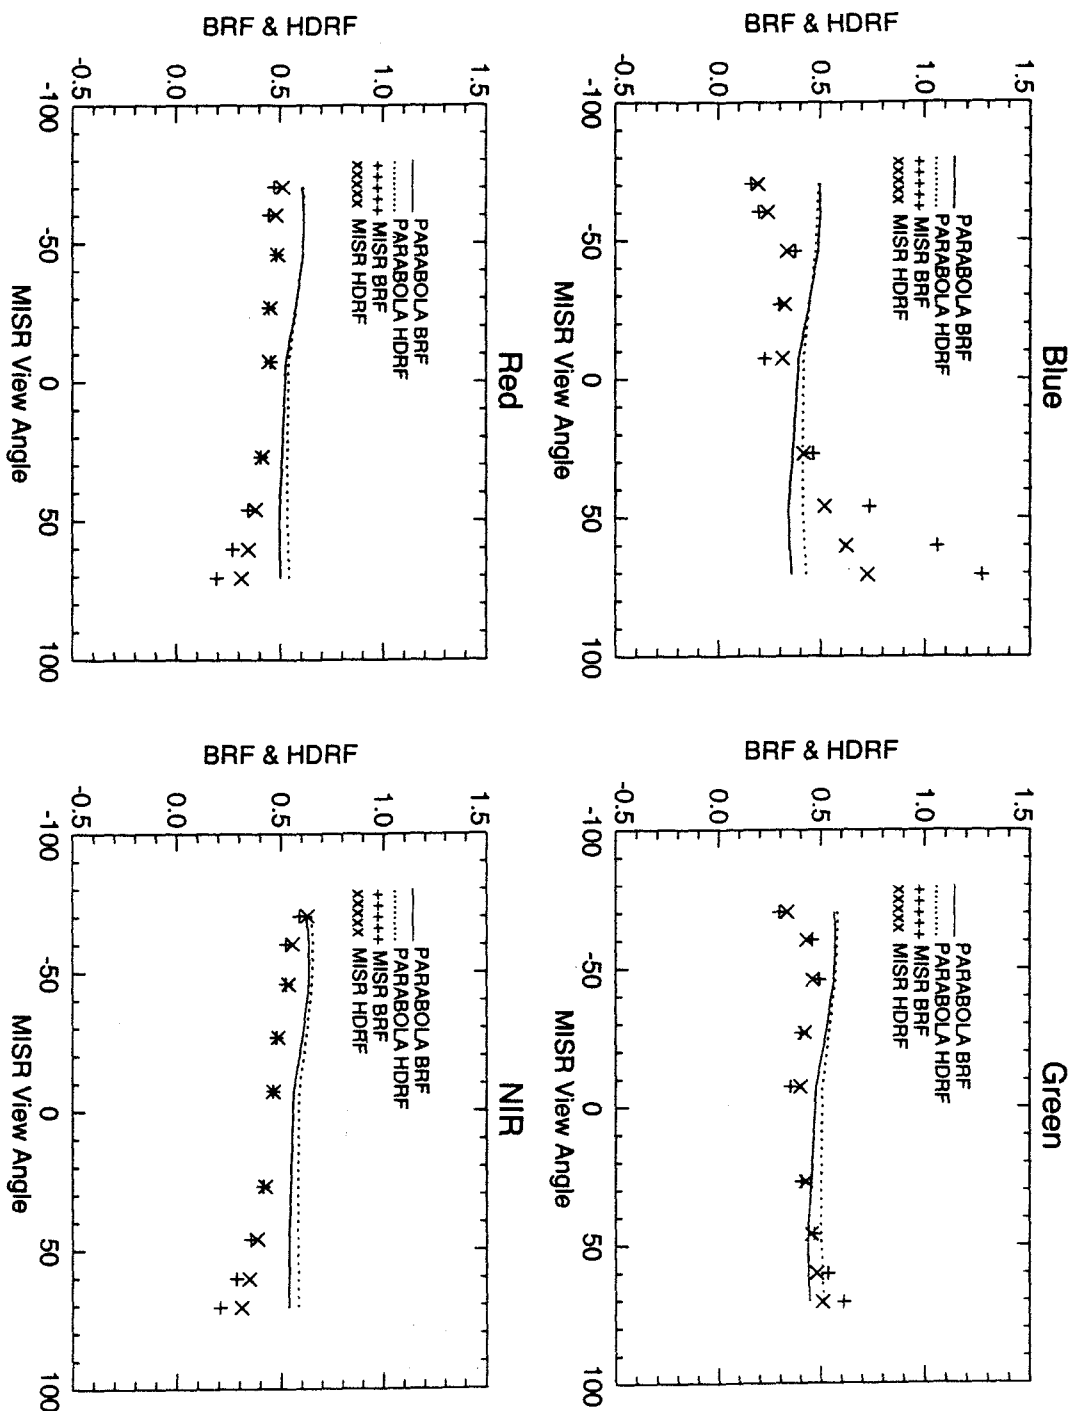 Blue
1.5
1.0
0.5
0.0
-0.5
BRF & HDRF
—— PARABOLA BRF
........ PARABOLA HDRF
+++++ MISR BRF
xxxxx MISR HDRF
-100 -50 0 50 100
MISR View Angle
Green
1.5
1.0
0.5
0.0
-0.5
BRF & HDRF
—— PARABOLA BRF
........ PARABOLA HDRF
+++++ MISR BRF
xxxxx MISR HDRF
-100 -50 0 50 100
MISR View Angle
Red
1.5
1.0
0.5
0.0
-0.5
BRF & HDRF
—— PARABOLA BRF
........ PARABOLA HDRF
+++++ MISR BRF
xxxxx MISR HDRF
-100 -50 0 50 100
MISR View Angle
NIR
1.5
1.0
0.5
0.0
-0.5
BRF & HDRF
—— PARABOLA BRF
........ PARABOLA HDRF
+++++ MISR BRF
xxxxx MISR HDRF
-100 -50 0 50 100
MISR View Angle